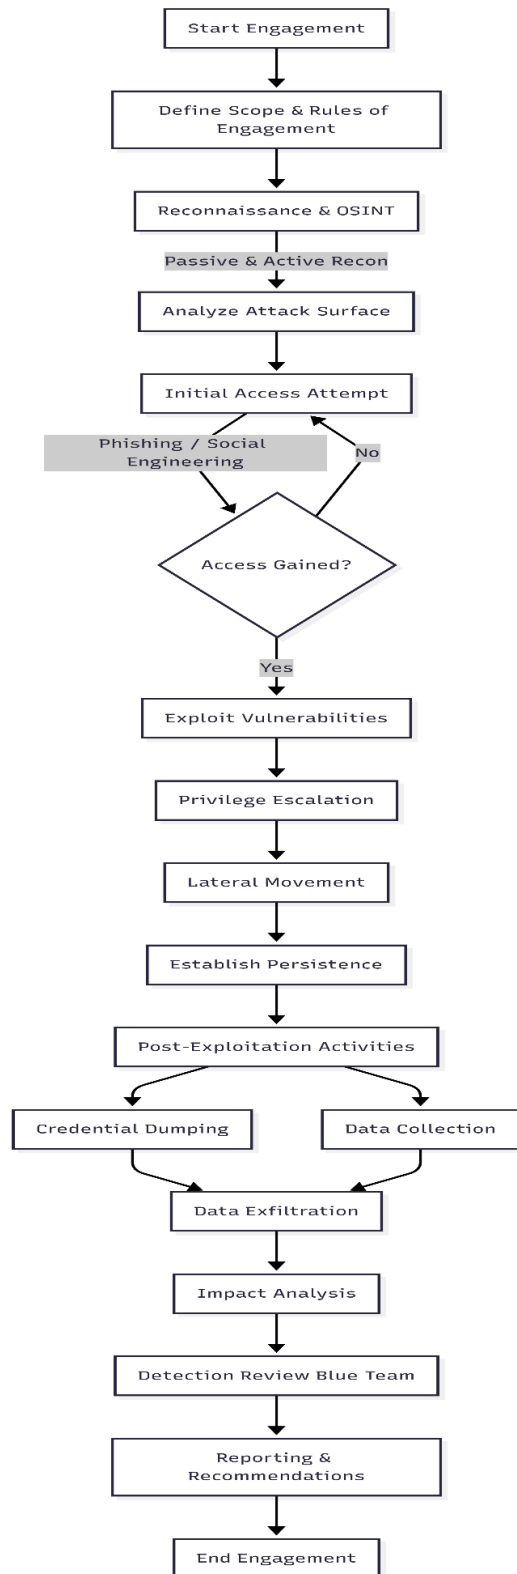 Start Engagement
Define Scope & Rules of
Engagement
Reconnaissance & OSINT
Passive & Active Recon
Analyze Attack Surface
Initial Access Attempt
Phishing / Social
Engineering
No
Access Gained?
Yes
Exploit Vulnerabilities
Privilege Escalation
Lateral Movement
Establish Persistence
Post-Exploitation Activities
Credential Dumping
Data Collection
Data Exfiltration
Impact Analysis
Detection Review Blue Team
Reporting &
Recommendations
End Engagement